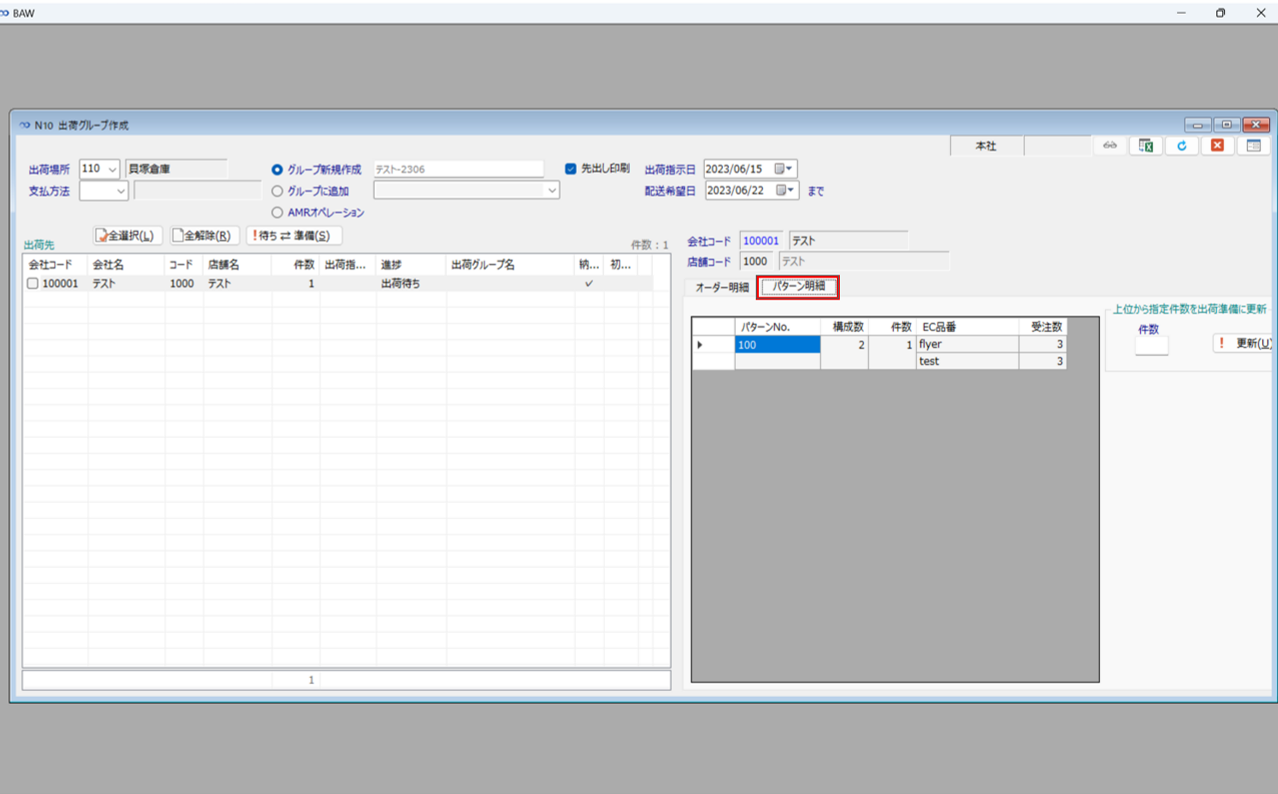 BAW
N10 出荷グループ作成
本社
出荷場所 110 貝塚倉庫 グループ新規作成 テスト-2306 先出し印刷 出荷指示日 2023/06/15
支払方法 グループに追加 配送希望日 2023/06/22 まで
AMRオペレーション
出荷先 全選択(L) 全解除(R) !待ち ⇄ 準備(S) 件数 : 1
会社コード 会社名 コード 店舗名 件数 出荷指... 進捗 出荷グループ名 納... 初...
100001 テスト 1000 テスト 1 出荷待ち
1
会社コード 100001 テスト
店舗コード 1000 テスト
オーダー明細 パターン明細
パターンNo. 構成数 件数 EC品番 受注数
100 2 1 flyer 3
test 3
上位から指定件数を出荷準備に更新
件数
! 更新(U)